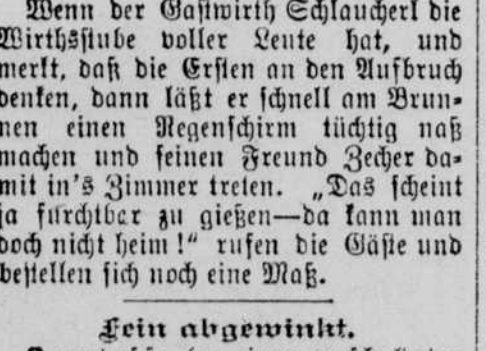 Wenn der Gastwirth Schlaucherl die
Wirthsstube voller Leute hat, und
merkt, daß die Ersten an den Aufbruch
denken, dann läßt er schnell am Brun-
nen einen Regenschirm tüchtig naß
machen und seinen Freund Zecher da-
mit in's Zimmer treten. „Das scheint
ja furchtbar zu gießen—da kann man
doch nicht heim!“ rufen die Gäste und
bestellen sich noch eine Maß.
Fein abgewinkt.